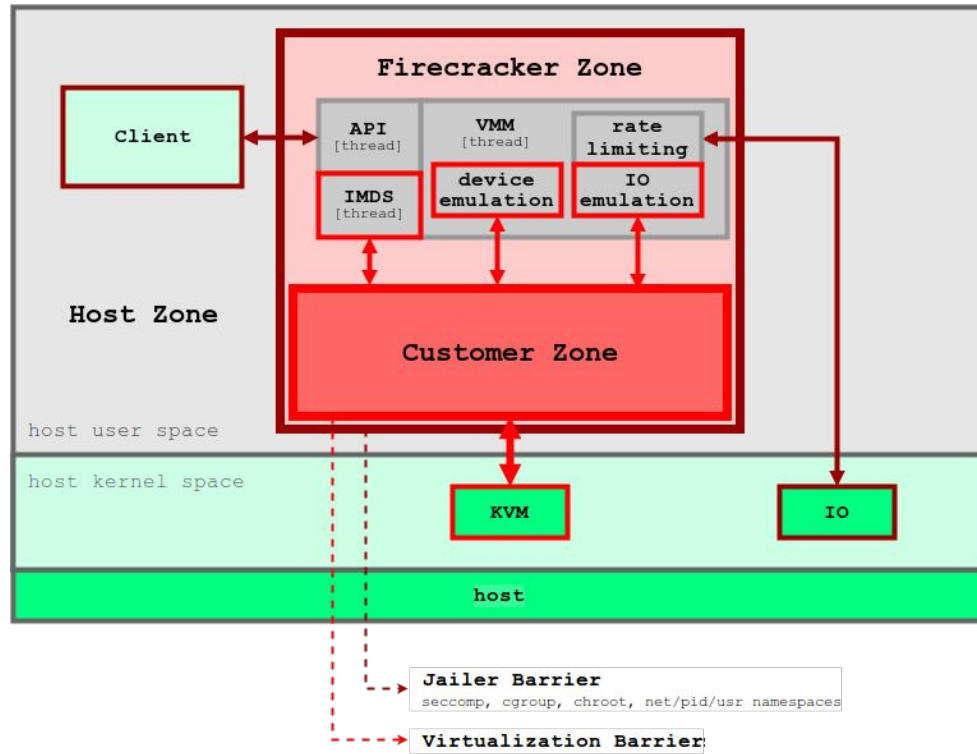 Firecracker Zone
Client
API
[thread]
VMM
[thread]
rate
limiting
IMDS
[thread]
device
emulation
IO
emulation
Host Zone
Customer Zone
host user space
host kernel space
KVM
IO
host
Jailer Barrier
seccomp, cgroup, chroot, net/pid/usr namespaces
Virtualization Barrier